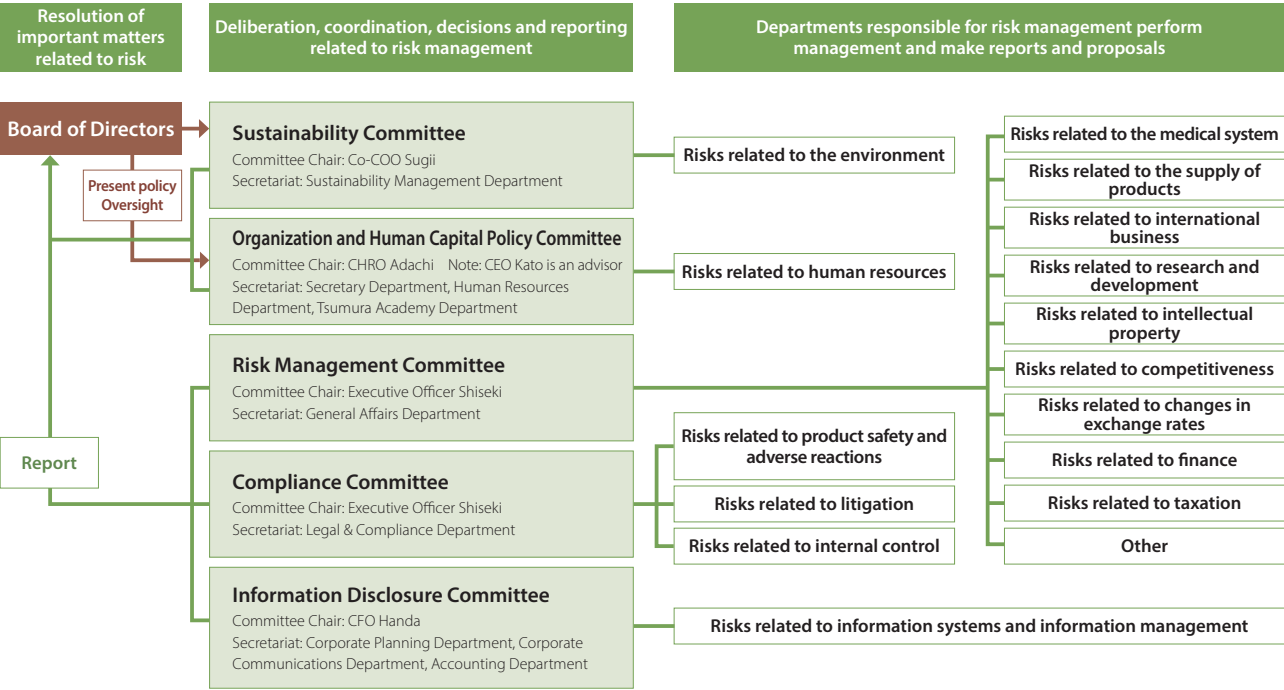 Resolution of
important matters
related to risk
Deliberation, coordination, decisions and reporting
related to risk management
Departments responsible for risk management perform
management and make reports and proposals
Board of Directors
Present policy
Oversight
Report
Sustainability Committee
Committee Chair: Co-COO Sugii
Secretariat: Sustainability Management Department
Organization and Human Capital Policy Committee
Committee Chair: CHRO Adachi Note: CEO Kato is an advisor
Secretariat: Secretary Department, Human Resources
Department, Tsumura Academy Department
Risk Management Committee
Committee Chair: Executive Officer Shiseki
Secretariat: General Affairs Department
Compliance Committee
Committee Chair: Executive Officer Shiseki
Secretariat: Legal & Compliance Department
Information Disclosure Committee
Committee Chair: CFO Handa
Secretariat: Corporate Planning Department, Corporate
Communications Department, Accounting Department
Risks related to the environment
Risks related to human resources
Risks related to product safety and
adverse reactions
Risks related to litigation
Risks related to internal control
Risks related to information systems and information management
Risks related to the medical system
Risks related to the supply of
products
Risks related to international
business
Risks related to research and
development
Risks related to intellectual
property
Risks related to competitiveness
Risks related to changes in
exchange rates
Risks related to finance
Risks related to taxation
Other